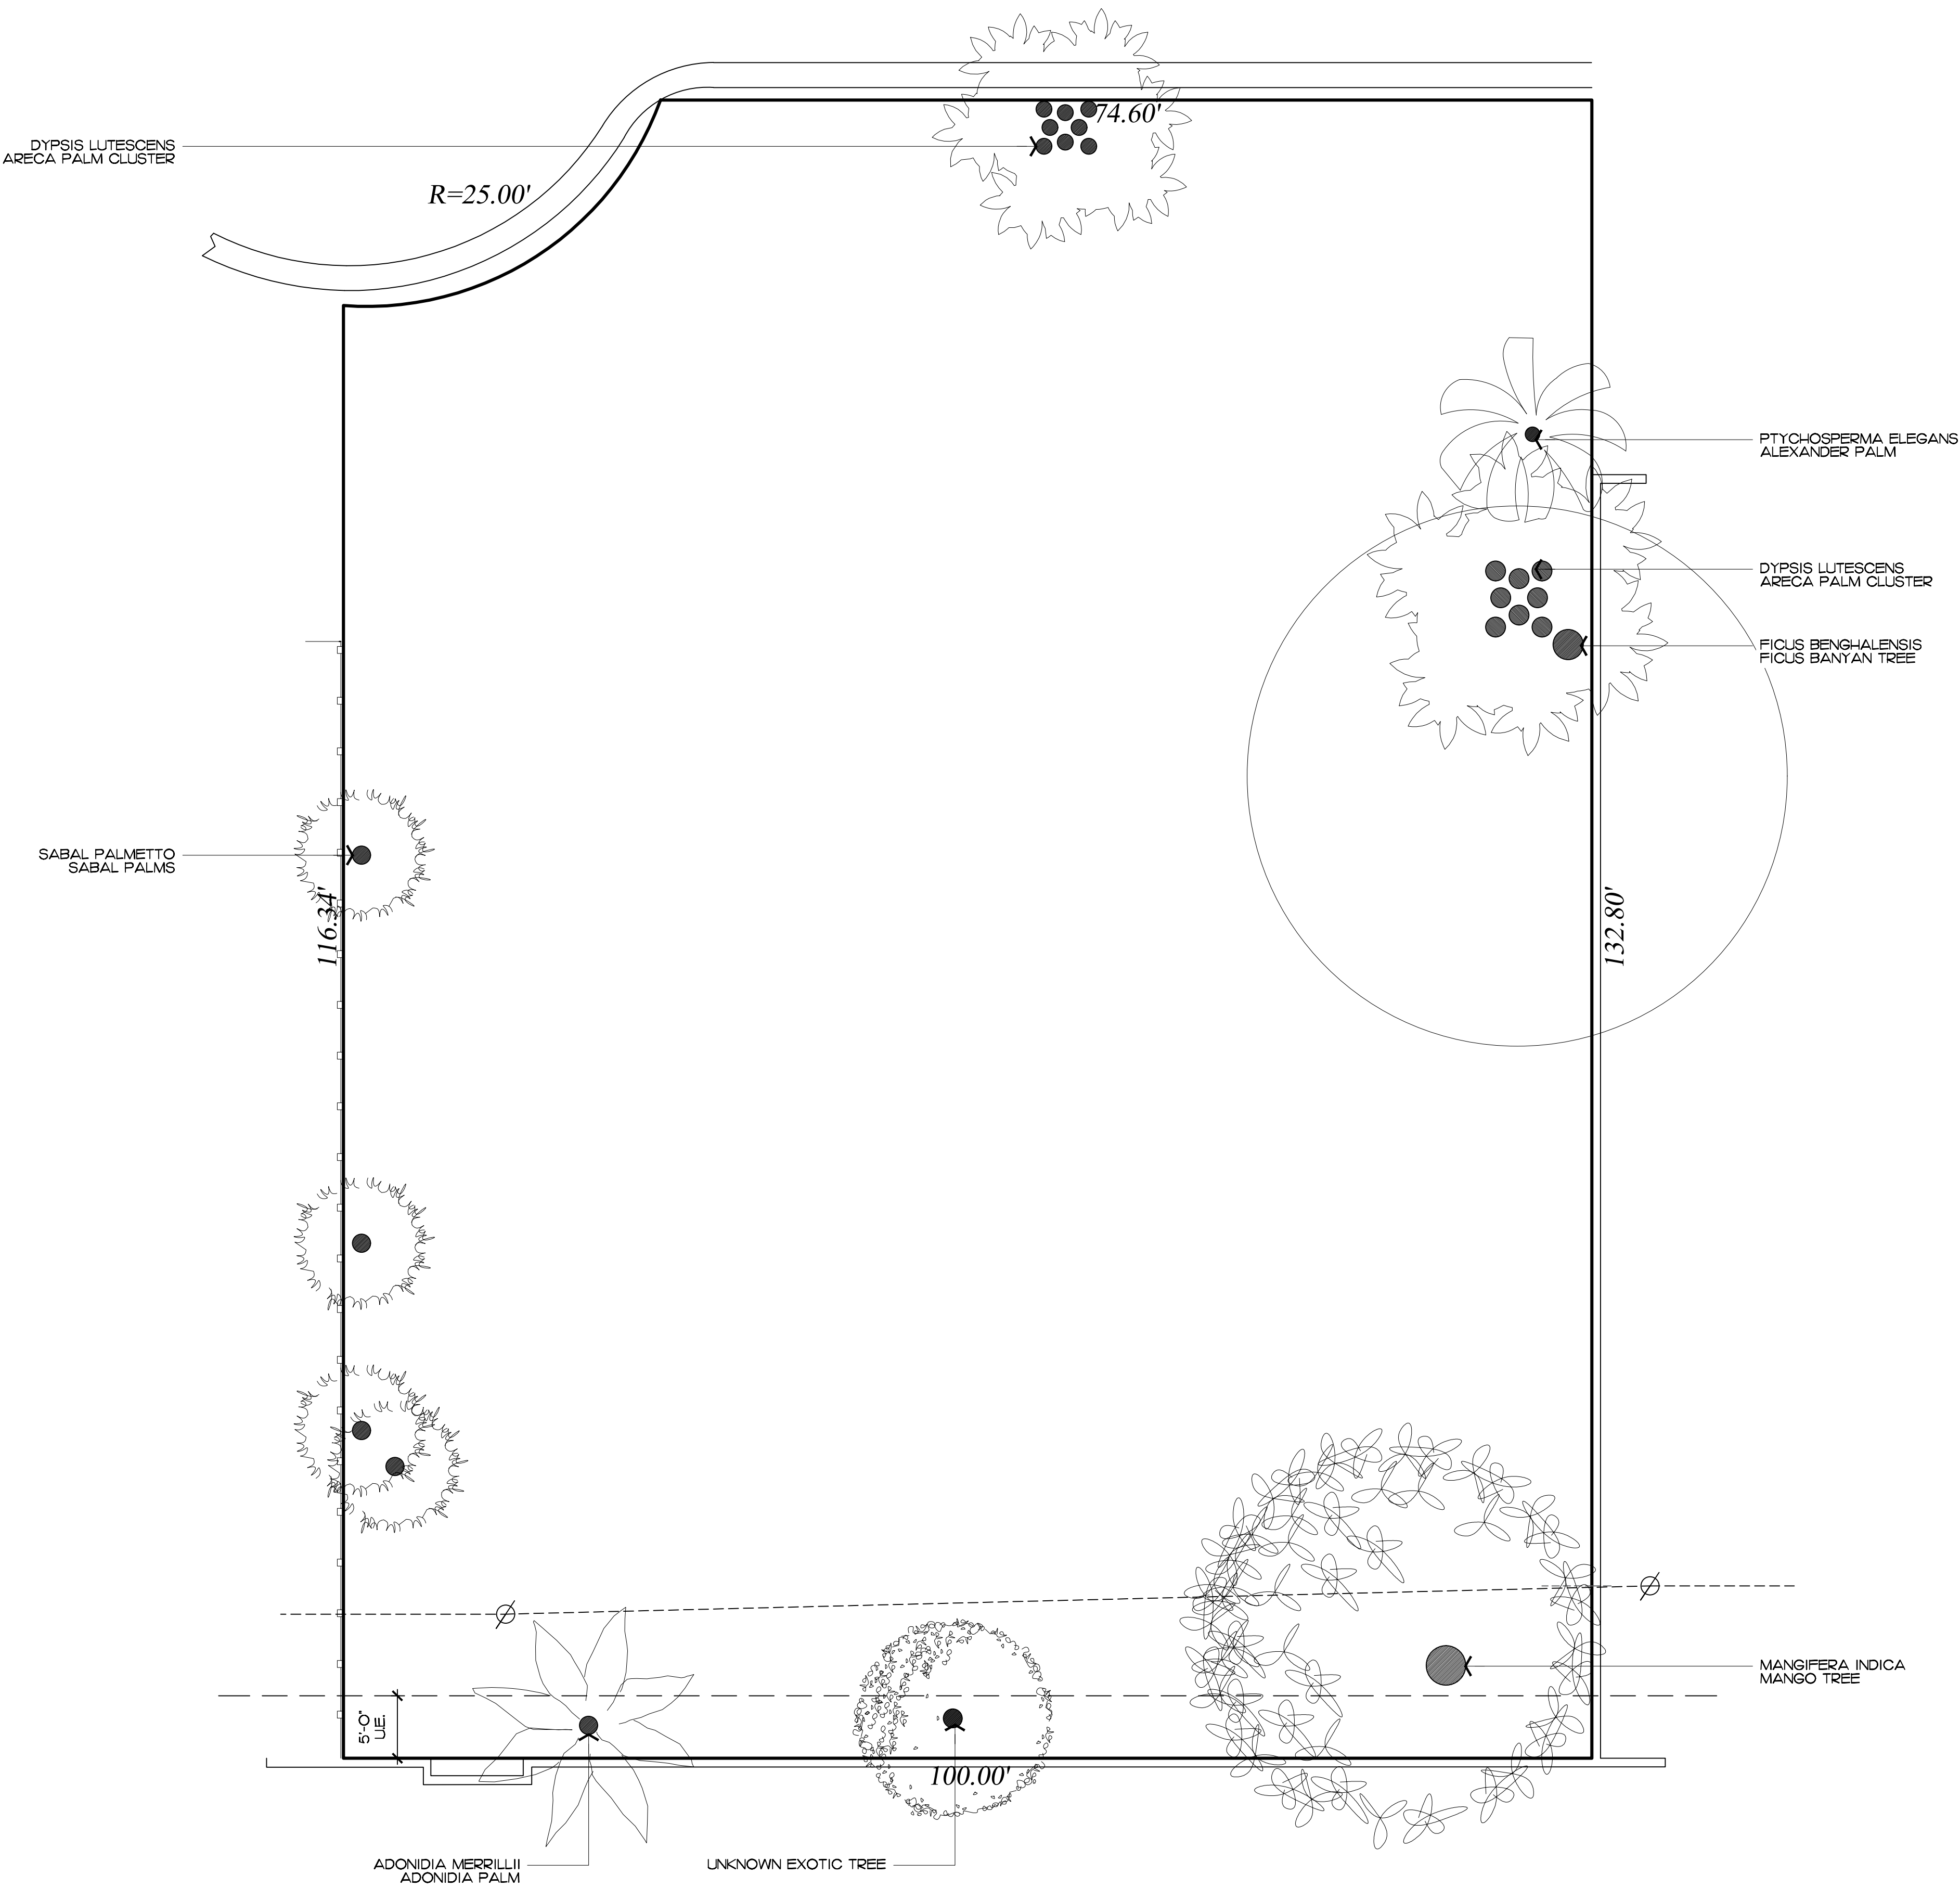 74.60'
DYPSIS LUTESCENS
ARECA PALM CLUSTER
R=25.00'
PTYCHOSPERMA ELEGANS
ALEXANDER PALM
DYPSIS LUTESCENS
ARECA PALM CLUSTER
FICUS BENGHALENSIS
FICUS BANYAN TREE
SABAL PALMETTO
SABAL PALMS
116.34'
132.80'
MANGIFERA INDICA
MANGO TREE
5'-0"
U.E.
100.00'
ADONIDIA MERRILLII
ADONIDIA PALM
UNKNOWN EXOTIC TREE